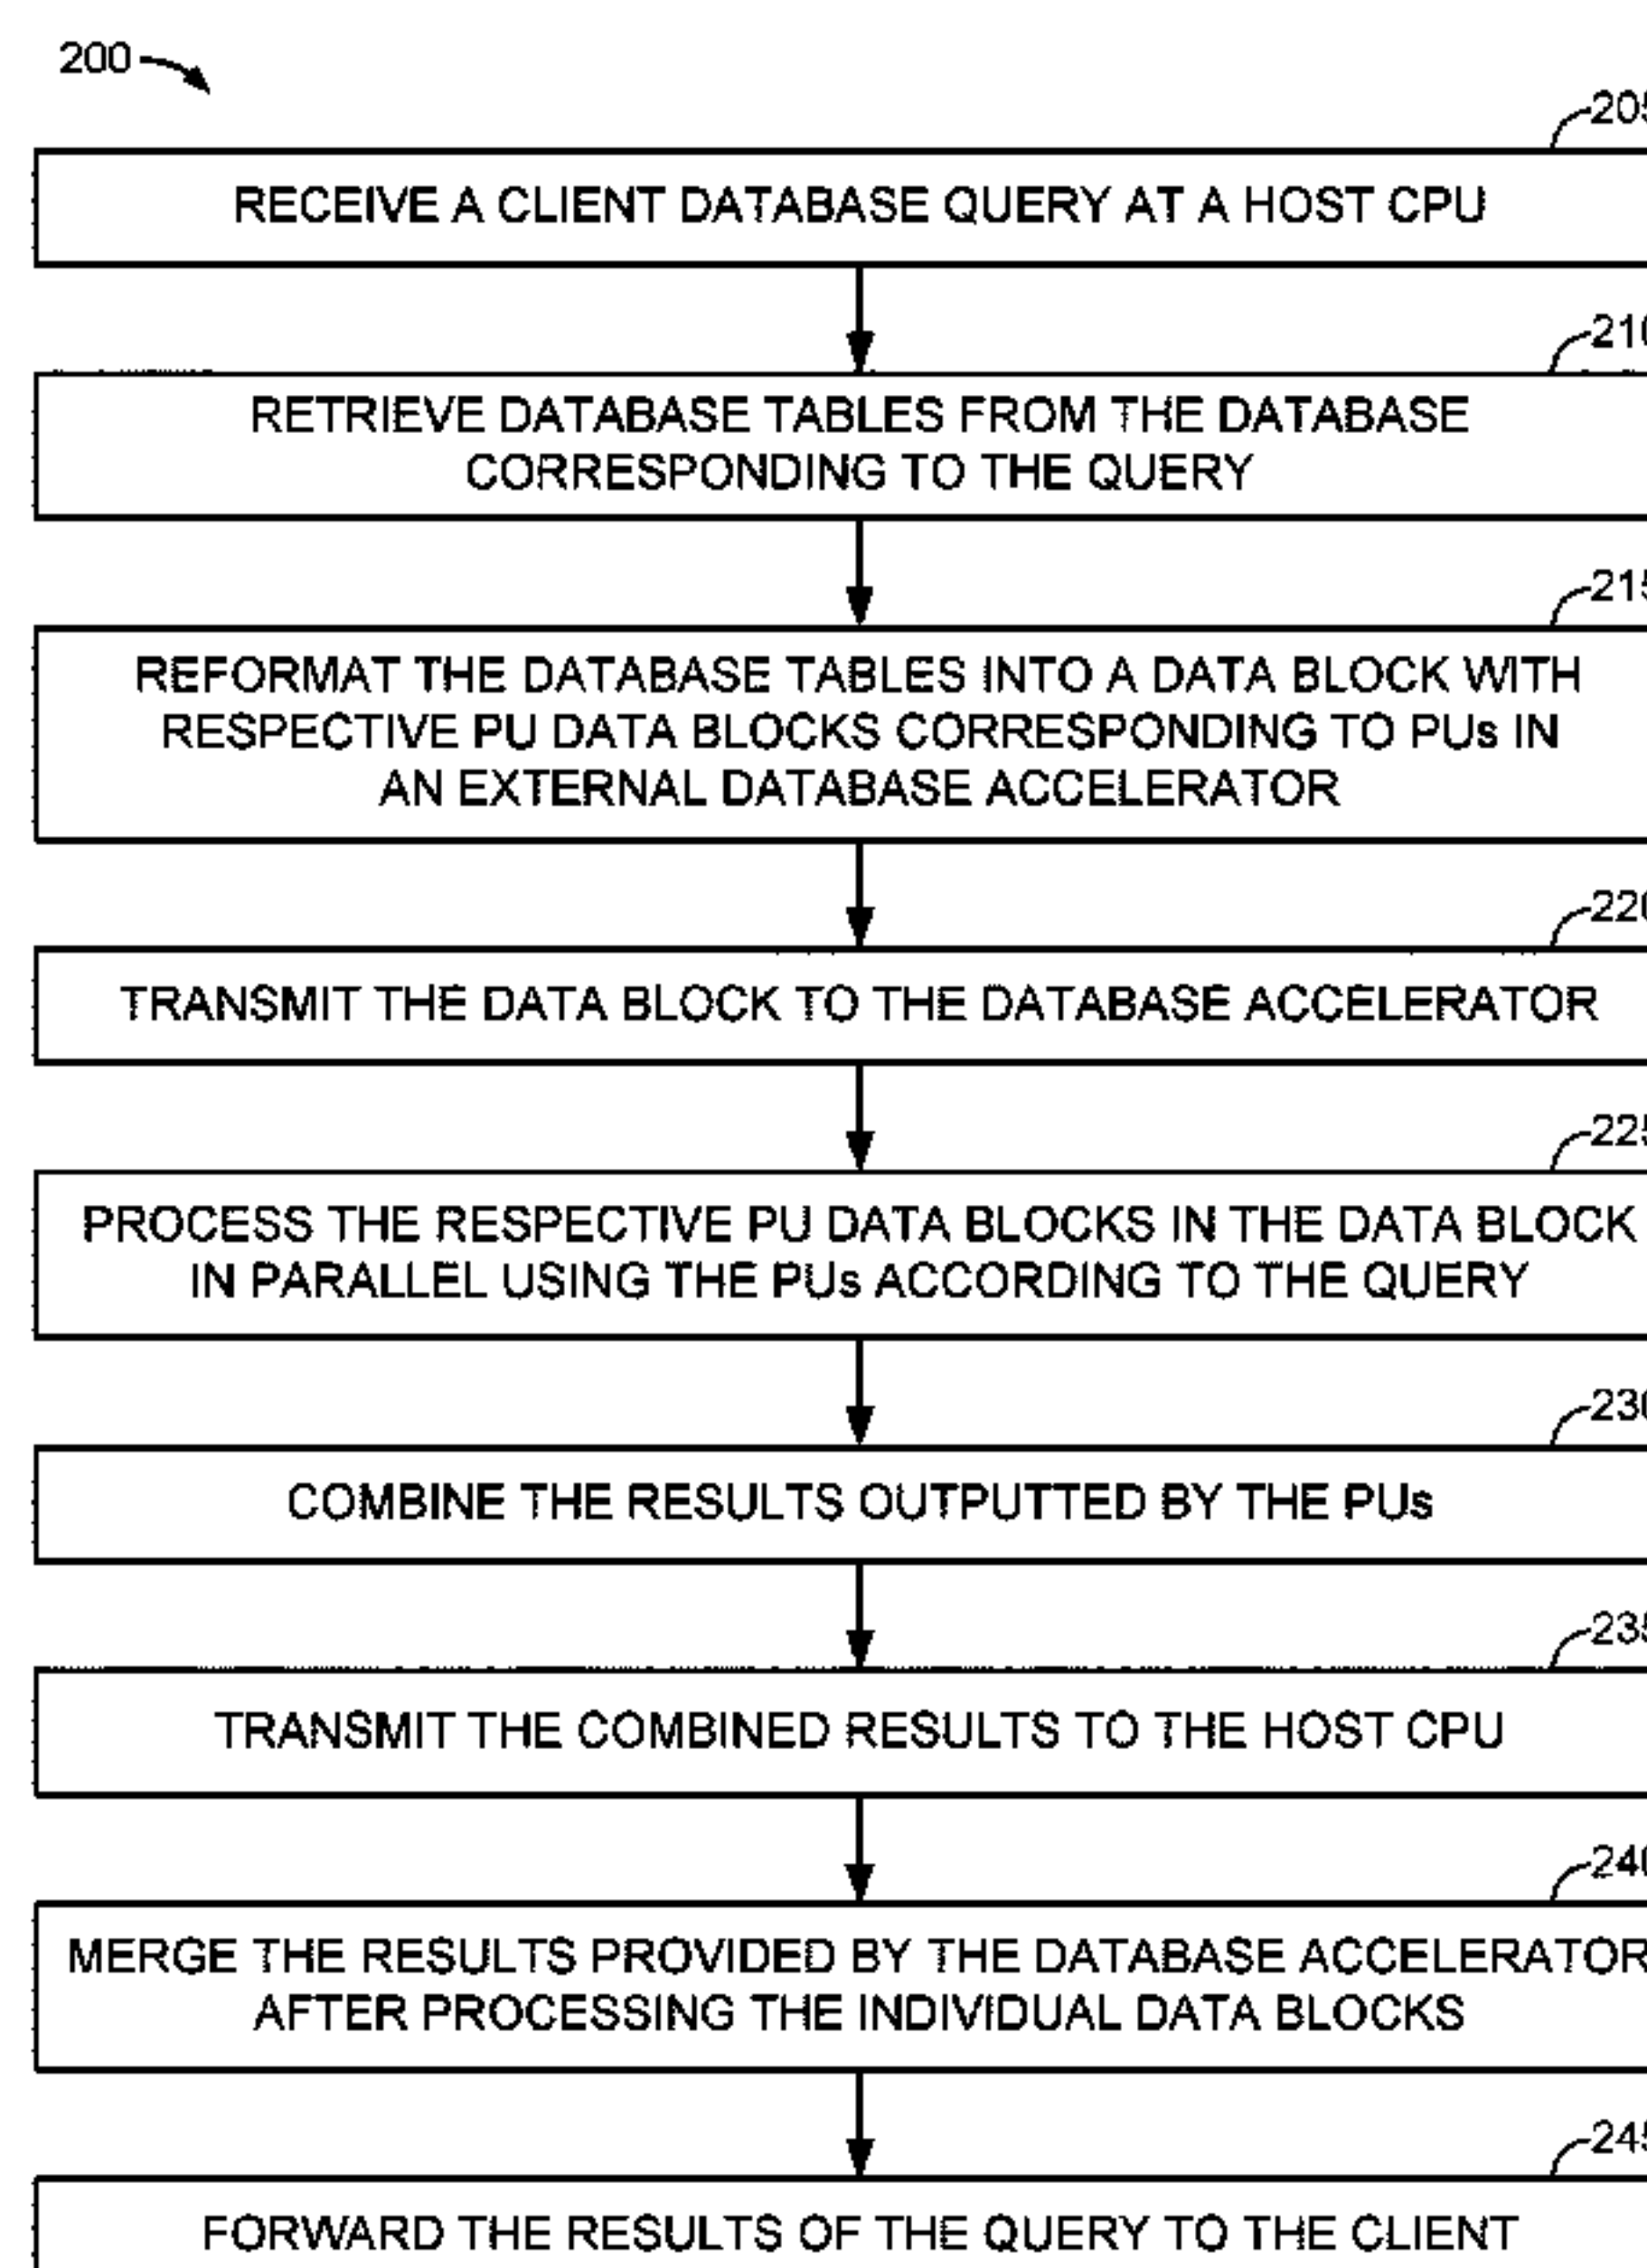 200
205
RECEIVE A CLIENT DATABASE QUERY AT A HOST CPU
210
RETRIEVE DATABASE TABLES FROM THE DATABASE
CORRESPONDING TO THE QUERY
215
REFORMAT THE DATABASE TABLES INTO A DATA BLOCK WITH
RESPECTIVE PU DATA BLOCKS CORRESPONDING TO PUs IN
AN EXTERNAL DATABASE ACCELERATOR
220
TRANSMIT THE DATA BLOCK TO THE DATABASE ACCELERATOR
225
PROCESS THE RESPECTIVE PU DATA BLOCKS IN THE DATA BLOCK
IN PARALLEL USING THE PUs ACCORDING TO THE QUERY
230
COMBINE THE RESULTS OUTPUTTED BY THE PUs
235
TRANSMIT THE COMBINED RESULTS TO THE HOST CPU
240
MERGE THE RESULTS PROVIDED BY THE DATABASE ACCELERATOR
AFTER PROCESSING THE INDIVIDUAL DATA BLOCKS
245
FORWARD THE RESULTS OF THE QUERY TO THE CLIENT